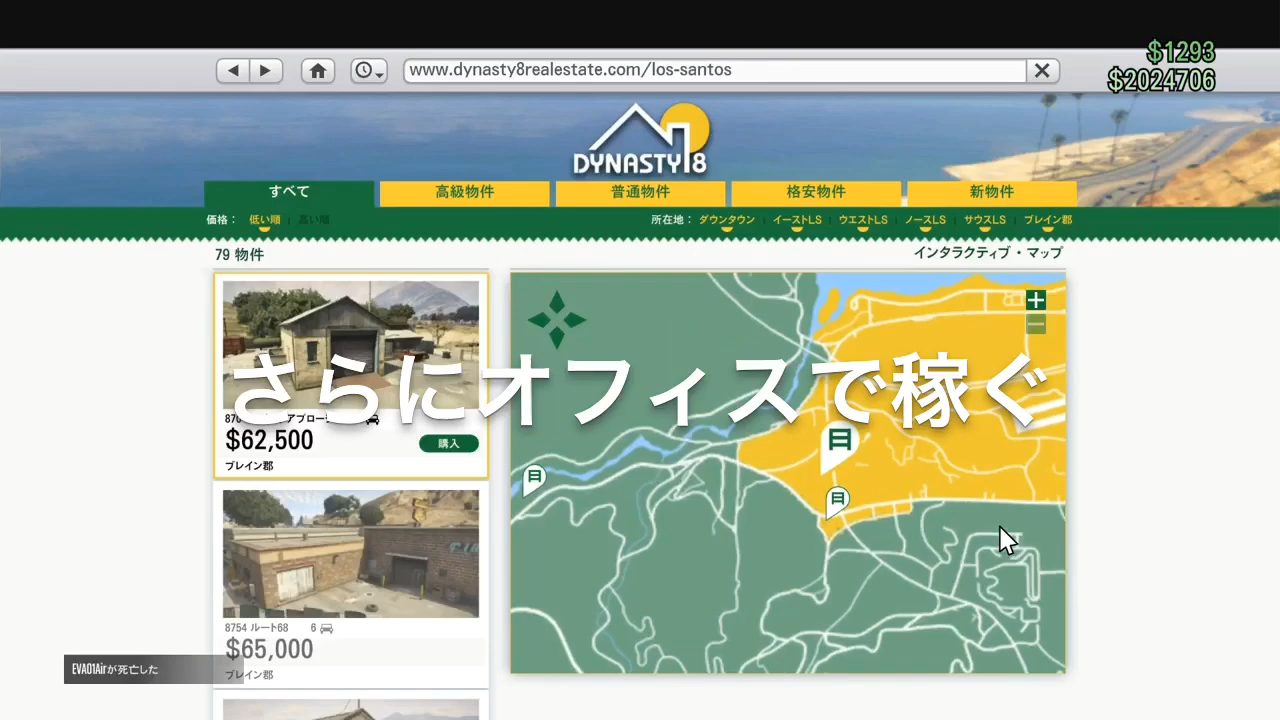 $1293
www.dynasty8realestate.com/los-santos
$2024706
DYNASTY8
すべて
高級物件
普通物件
格安物件
新物件
価格： 低い順 高い順
所在地： ダウンタウン イーストLS ウエストLS ノースLS サウスLS ブレイン郡
79 物件
インタラクティブ・マップ
さらにオフィスで稼ぐ
$62,500
購入
ブレイン郡
8754 ルート68 6
$65,000
ブレイン郡
EVA01Airが死亡した